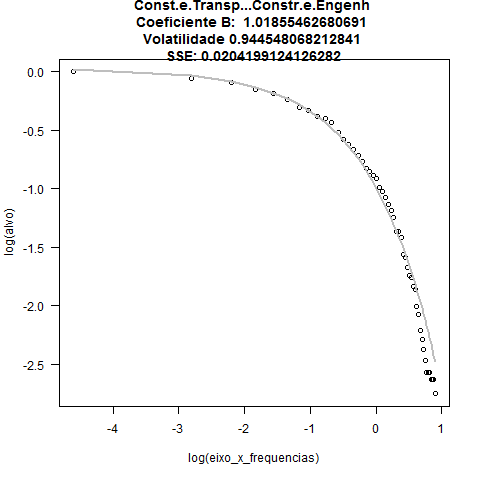 Const.e.Transp...Constr.e.Engenh
Coeficiente B:  1.01855462680691
Volatilidade 0.944548068212841
SSE: 0.0204199124126282
0.0
-0.5
-1.0
-1.5
-2.0
-2.5
log(alvo)
-4
-3
-2
-1
0
1
log(eixo_x_frequencias)